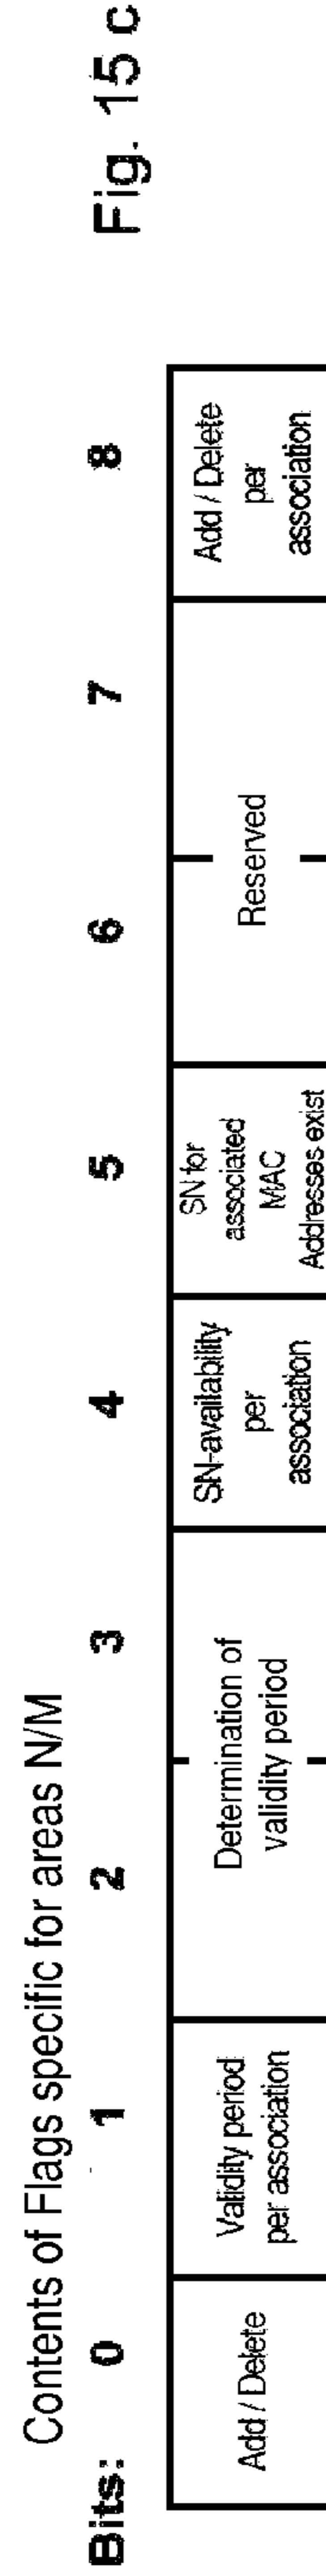 Fig. 15 c
Contents of Flags specific for areas N/M
Bits: 0 1 2 3 4 5 6 7 8
Add / Delete
Validity period
per association
Determination of
validity period
SN-availability
per
association
SN for
associated
MAC
Addresses exist
Reserved
Add / Delete
per
association